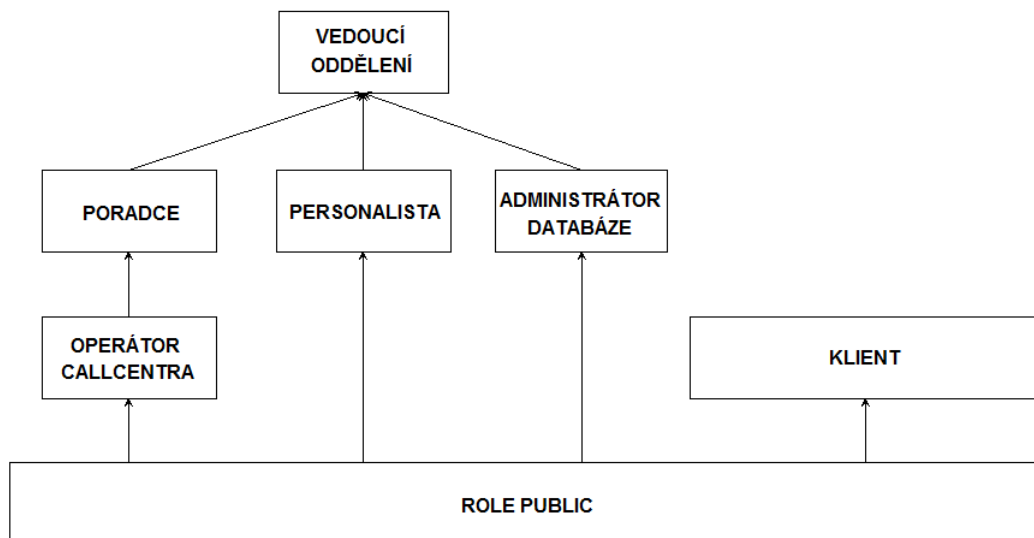 VEDOUCÍ
ODDĚLENÍ
PORADCE
PERSONALISTA
ADMINISTRÁTOR
DATABÁZE
OPERÁTOR
CALLCENTRA
KLIENT
ROLE PUBLIC